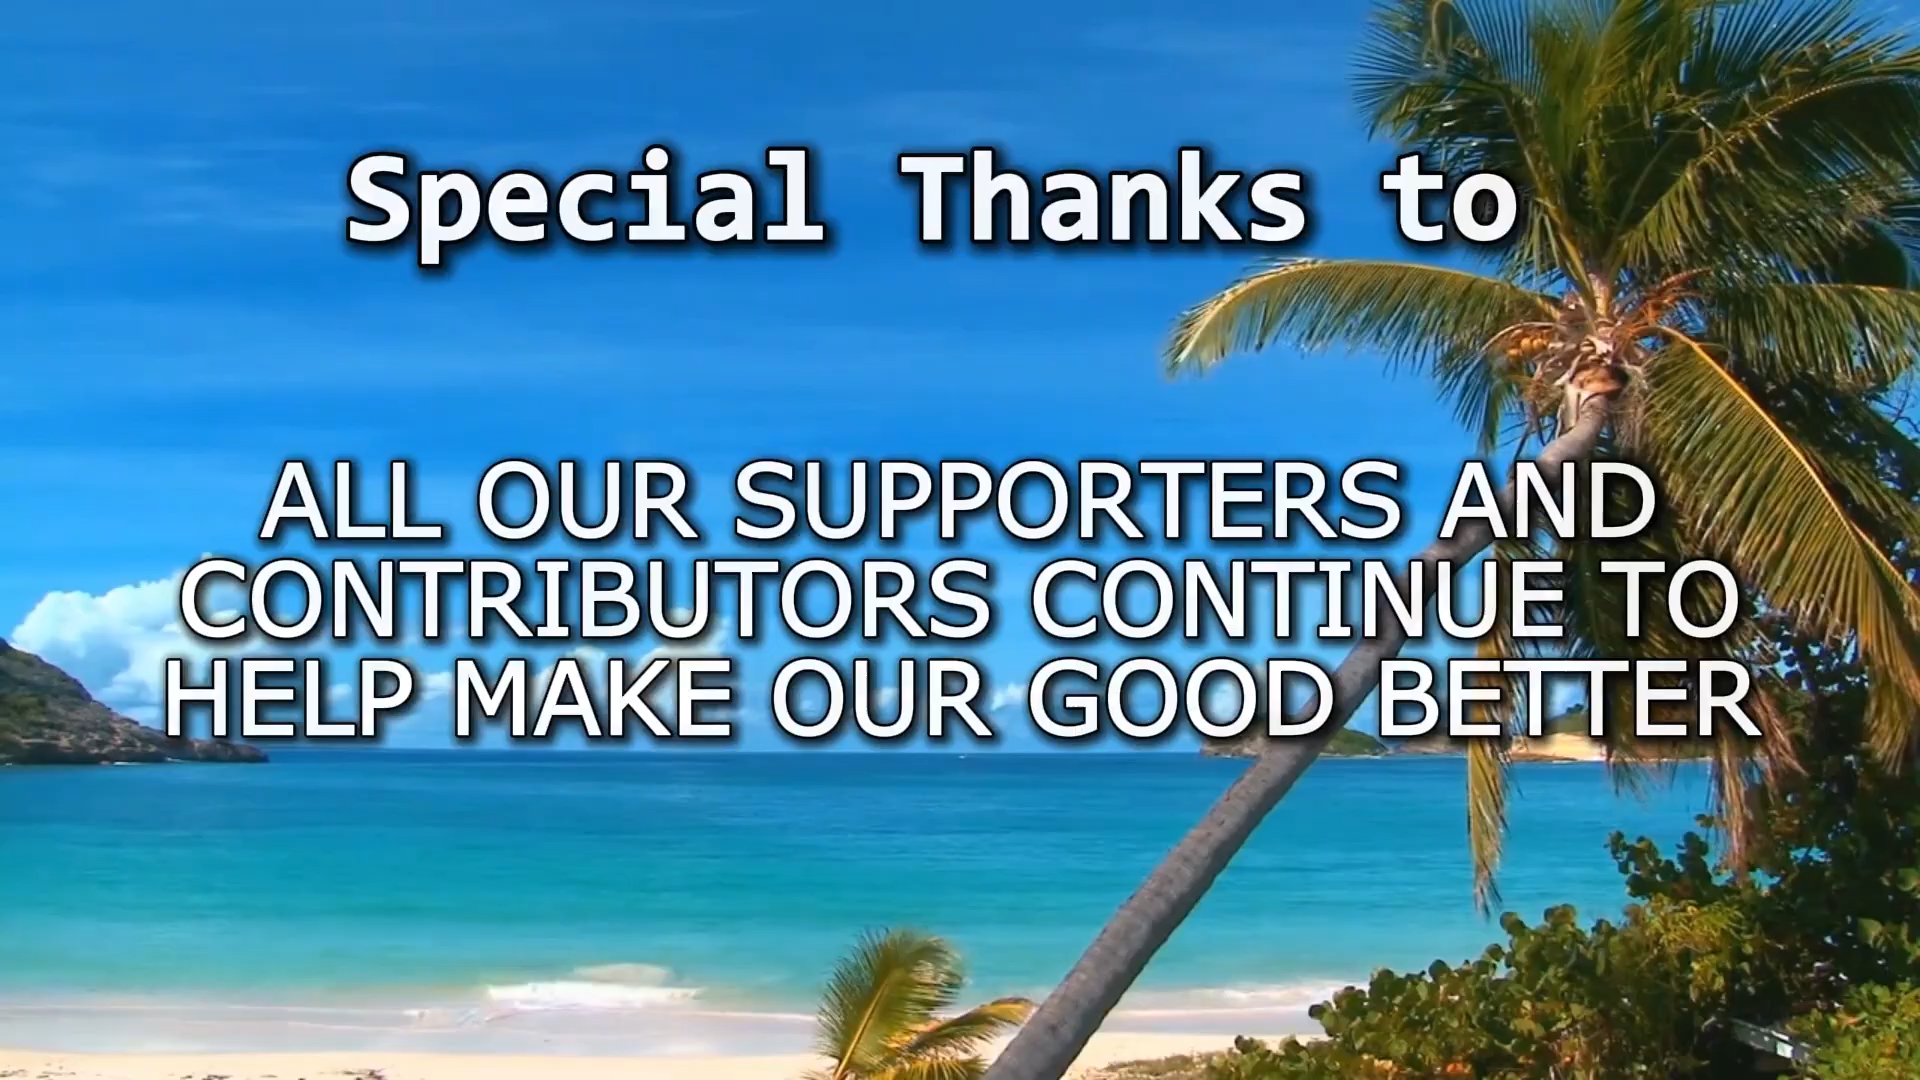 Special Thanks to
ALL OUR SUPPORTERS AND
CONTRIBUTORS CONTINUE TO
HELP MAKE OUR GOOD BETTER